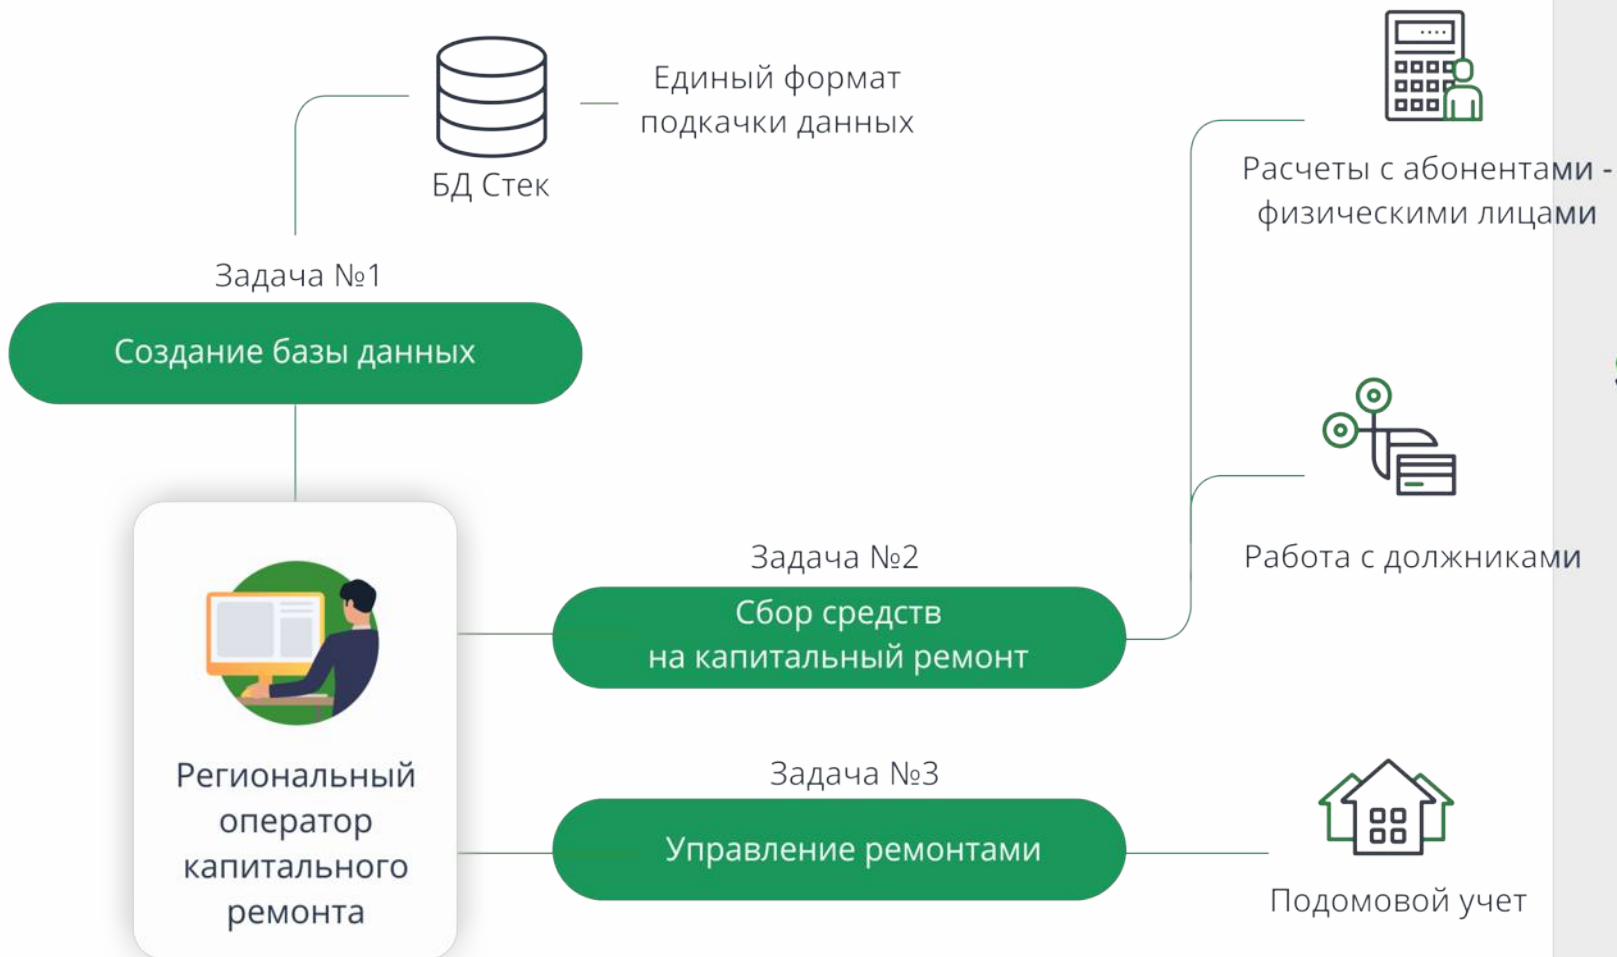 Единый формат
подкачки данных
БД Стек
Расчеты с абонентами -
физическими лицами
Задача №1
Создание базы данных
Задача №2
Сбор средств
на капитальный ремонт
Работа с должниками
Региональный
оператор
капитального
ремонта
Задача №3
Управление ремонтами
Подомовой учет